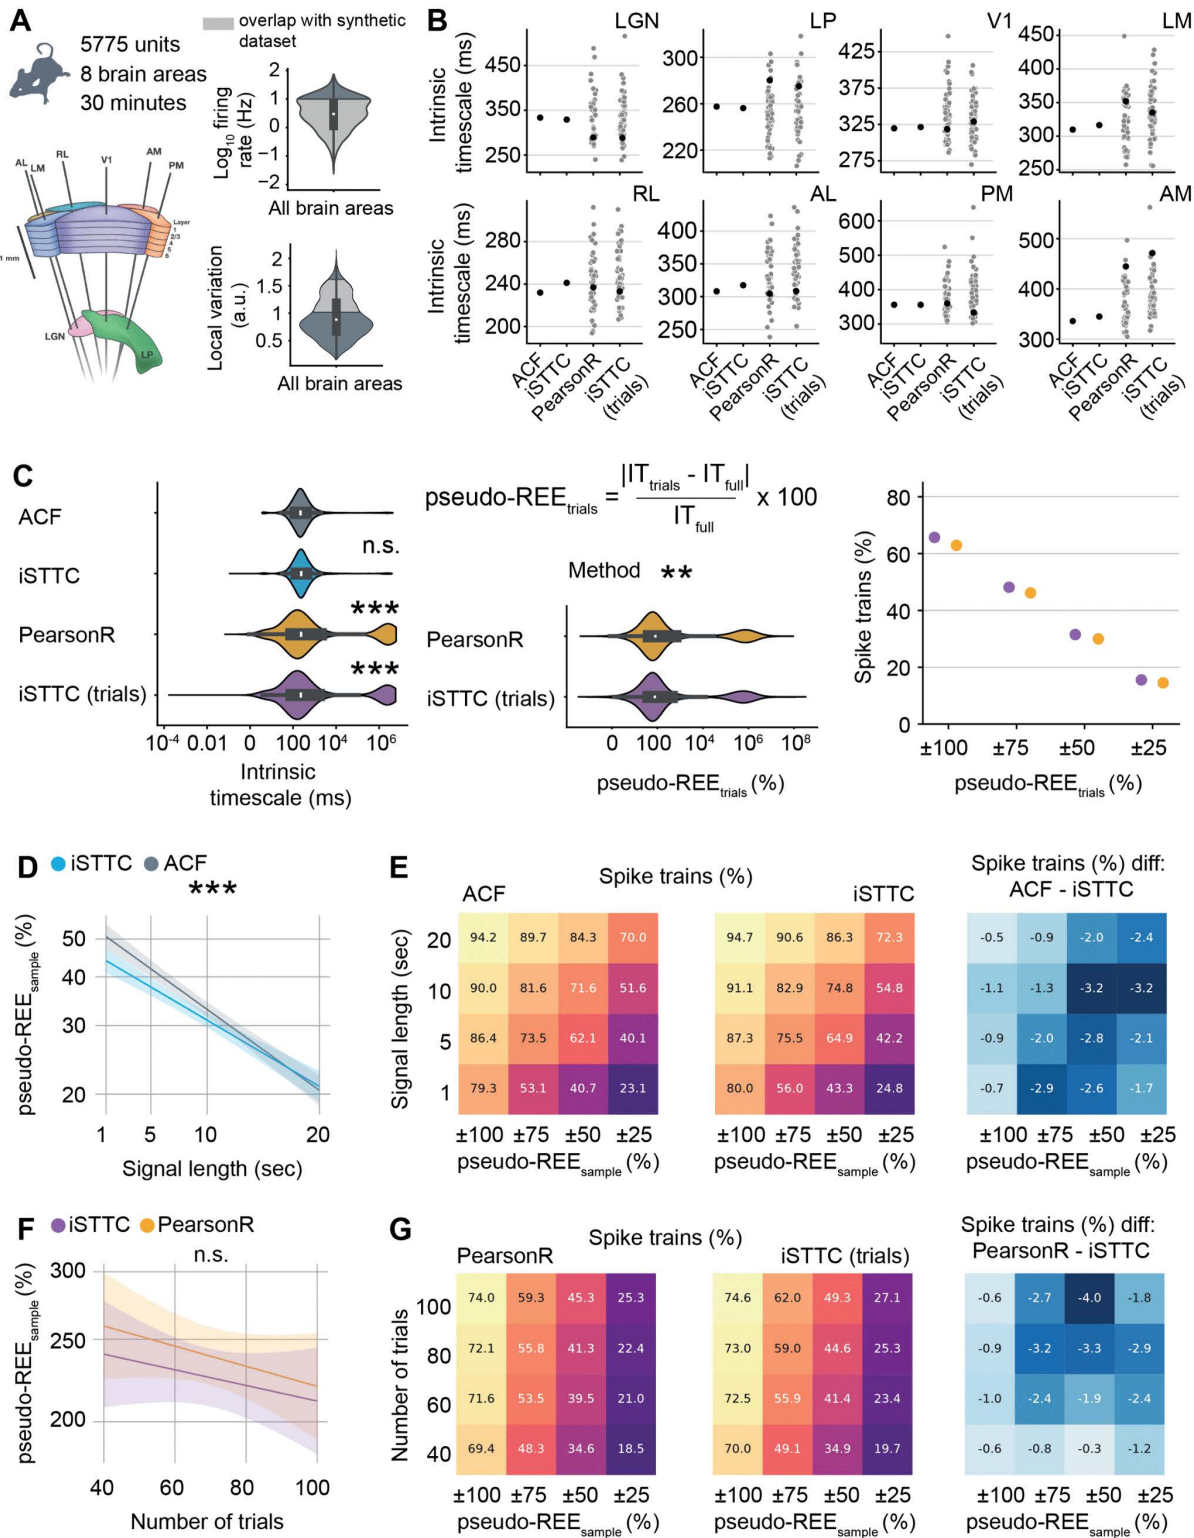 A
5775 units
8 brain areas
30 minutes
overlap with synthetic
dataset
Log10 firing
rate (Hz)
2
1
0
−1
−2
All brain areas
AL
LM
RL
V1
AM
PM
Layer
1
2/3
4
5
6
1 mm
LGN
LP
Local variation
(a.u.)
2
1.5
1
0.5
All brain areas
B
LGN
LP
V1
LM
Intrinsic
timescale (ms)
450
350
250
300
260
220
425
375
325
275
450
400
350
300
250
RL
AL
PM
AM
Intrinsic
timescale (ms)
280
240
200
400
350
300
250
600
500
400
300
500
400
300
ACF
iSTTC
PearsonR
iSTTC
(trials)
ACF
iSTTC
PearsonR
iSTTC
(trials)
ACF
iSTTC
PearsonR
iSTTC
(trials)
ACF
iSTTC
PearsonR
iSTTC
(trials)
C
ACF
iSTTC
n.s.
PearsonR
***
iSTTC (trials)
***
10-4 0.01 0 100 104 106
Intrinsic
timescale (ms)
pseudo-REEtrials = |ITtrials - ITfull| / ITfull x 100
Method **
PearsonR
iSTTC (trials)
0 100 104 106 108
pseudo-REEtrials (%)
Spike trains (%)
80
60
40
20
0
±100 ±75 ±50 ±25
pseudo-REEtrials (%)
D
iSTTC ACF
***
pseudo-REEsample (%)
50
40
30
20
1 5 10 20
Signal length (sec)
E
Spike trains (%)
ACF
iSTTC
Spike trains (%) diff:
ACF - iSTTC
Signal length (sec)
20
10
5
1
94.2 89.7 84.3 70.0
90.0 81.6 71.6 51.6
86.4 73.5 62.1 40.1
79.3 53.1 40.7 23.1
94.7 90.6 86.3 72.3
91.1 82.9 74.8 54.8
87.3 75.5 64.9 42.2
80.0 56.0 43.3 24.8
-0.5 -0.9 -2.0 -2.4
-1.1 -1.3 -3.2 -3.2
-0.9 -2.0 -2.8 -2.1
-0.7 -2.9 -2.6 -1.7
±100 ±75 ±50 ±25
pseudo-REEsample (%)
±100 ±75 ±50 ±25
pseudo-REEsample (%)
±100 ±75 ±50 ±25
pseudo-REEsample (%)
F
iSTTC PearsonR
n.s.
pseudo-REEsample (%)
300
250
200
40 60 80 100
Number of trials
G
Spike trains (%)
PearsonR
iSTTC (trials)
Spike trains (%) diff:
PearsonR - iSTTC
Number of trials
100
80
60
40
74.0 59.3 45.3 25.3
72.1 55.8 41.3 22.4
71.6 53.5 39.5 21.0
69.4 48.3 34.6 18.5
74.6 62.0 49.3 27.1
73.0 59.0 44.6 25.3
72.5 55.9 41.4 23.4
70.0 49.1 34.9 19.7
-0.6 -2.7 -4.0 -1.8
-0.9 -3.2 -3.3 -2.9
-1.0 -2.4 -1.9 -2.4
-0.6 -0.8 -0.3 -1.2
±100 ±75 ±50 ±25
pseudo-REEsample (%)
±100 ±75 ±50 ±25
pseudo-REEsample (%)
±100 ±75 ±50 ±25
pseudo-REEsample (%)